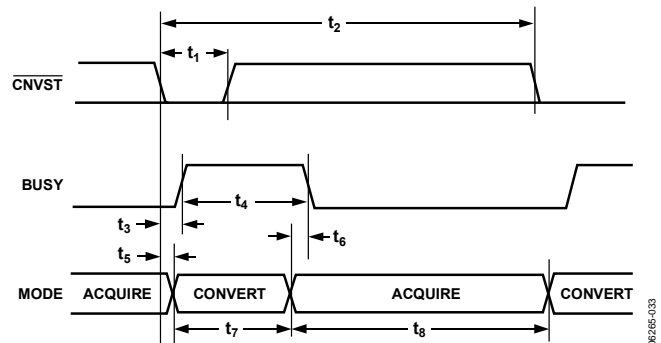 t2
t1
CNVST
BUSY
t4
t3
t6
t5
MODE ACQUIRE CONVERT ACQUIRE CONVERT
t7 t8
06265-033